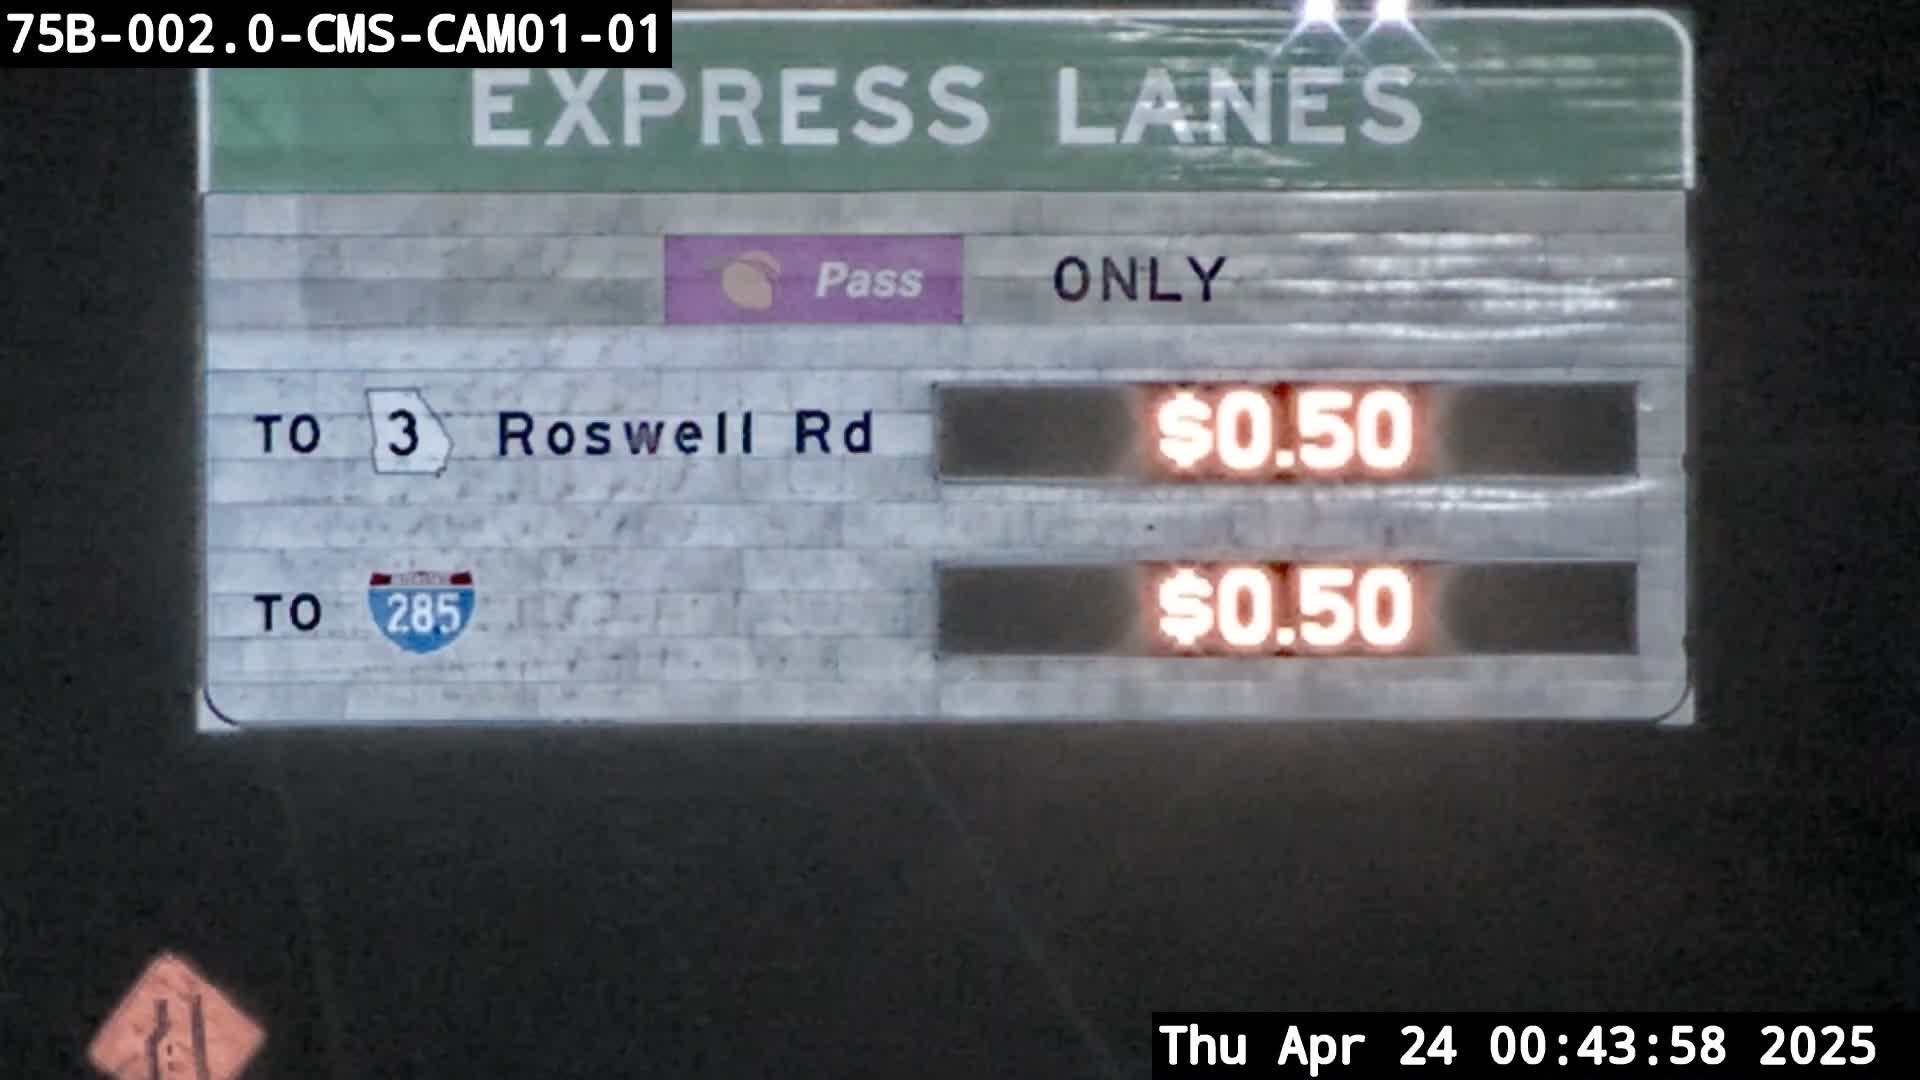 75B-002.0-CMS-CAM01-01
EXPRESS LANES
Pass ONLY
TO 3 Roswell Rd $0.50
TO 285 $0.50
Thu Apr 24 00:43:58 2025